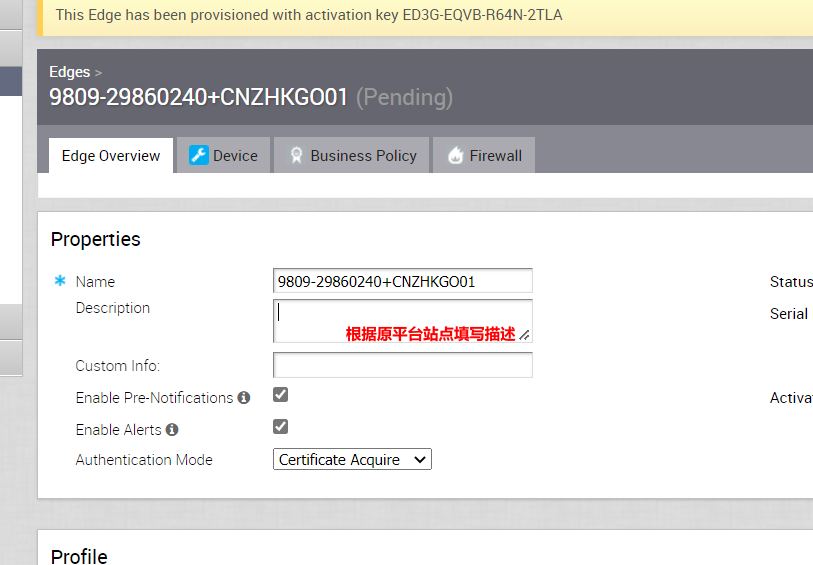 This Edge has been provisioned with activation key ED3G-EQVB-R64N-2TLA
Edges >
9809-29860240+CNZHKGO01 (Pending)
Edge Overview
Device
Business Policy
Firewall
Properties
* Name
9809-29860240+CNZHKGO01
Status
Description
根据原平台站点填写描述
Serial
Custom Info:
Enable Pre-Notifications
Activa
Enable Alerts
Authentication Mode
Certificate Acquire
Profile